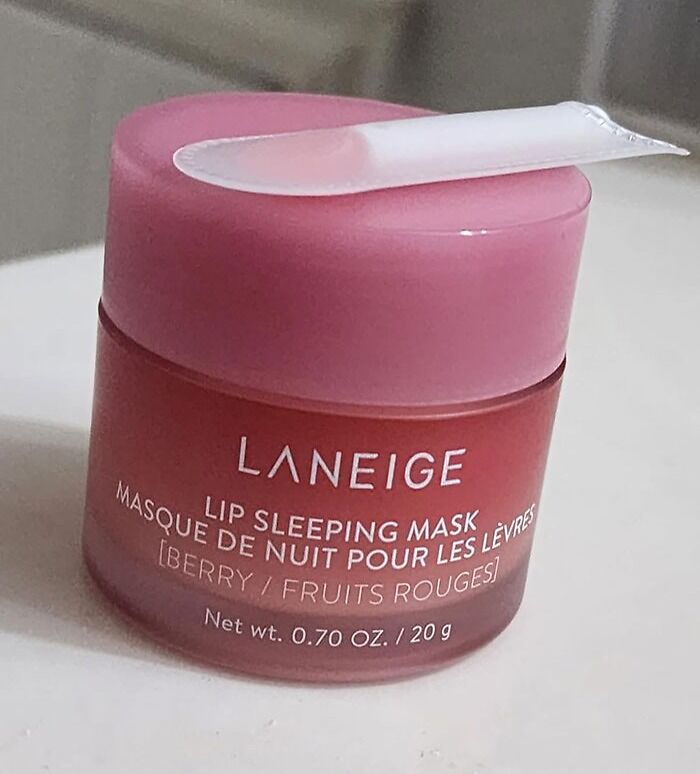 LANEIGE
LIP SLEEPING MASK
MASQUE DE NUIT POUR LES LÈVRES
[BERRY / FRUITS ROUGES]
Net wt. 0.70 OZ. / 20 g